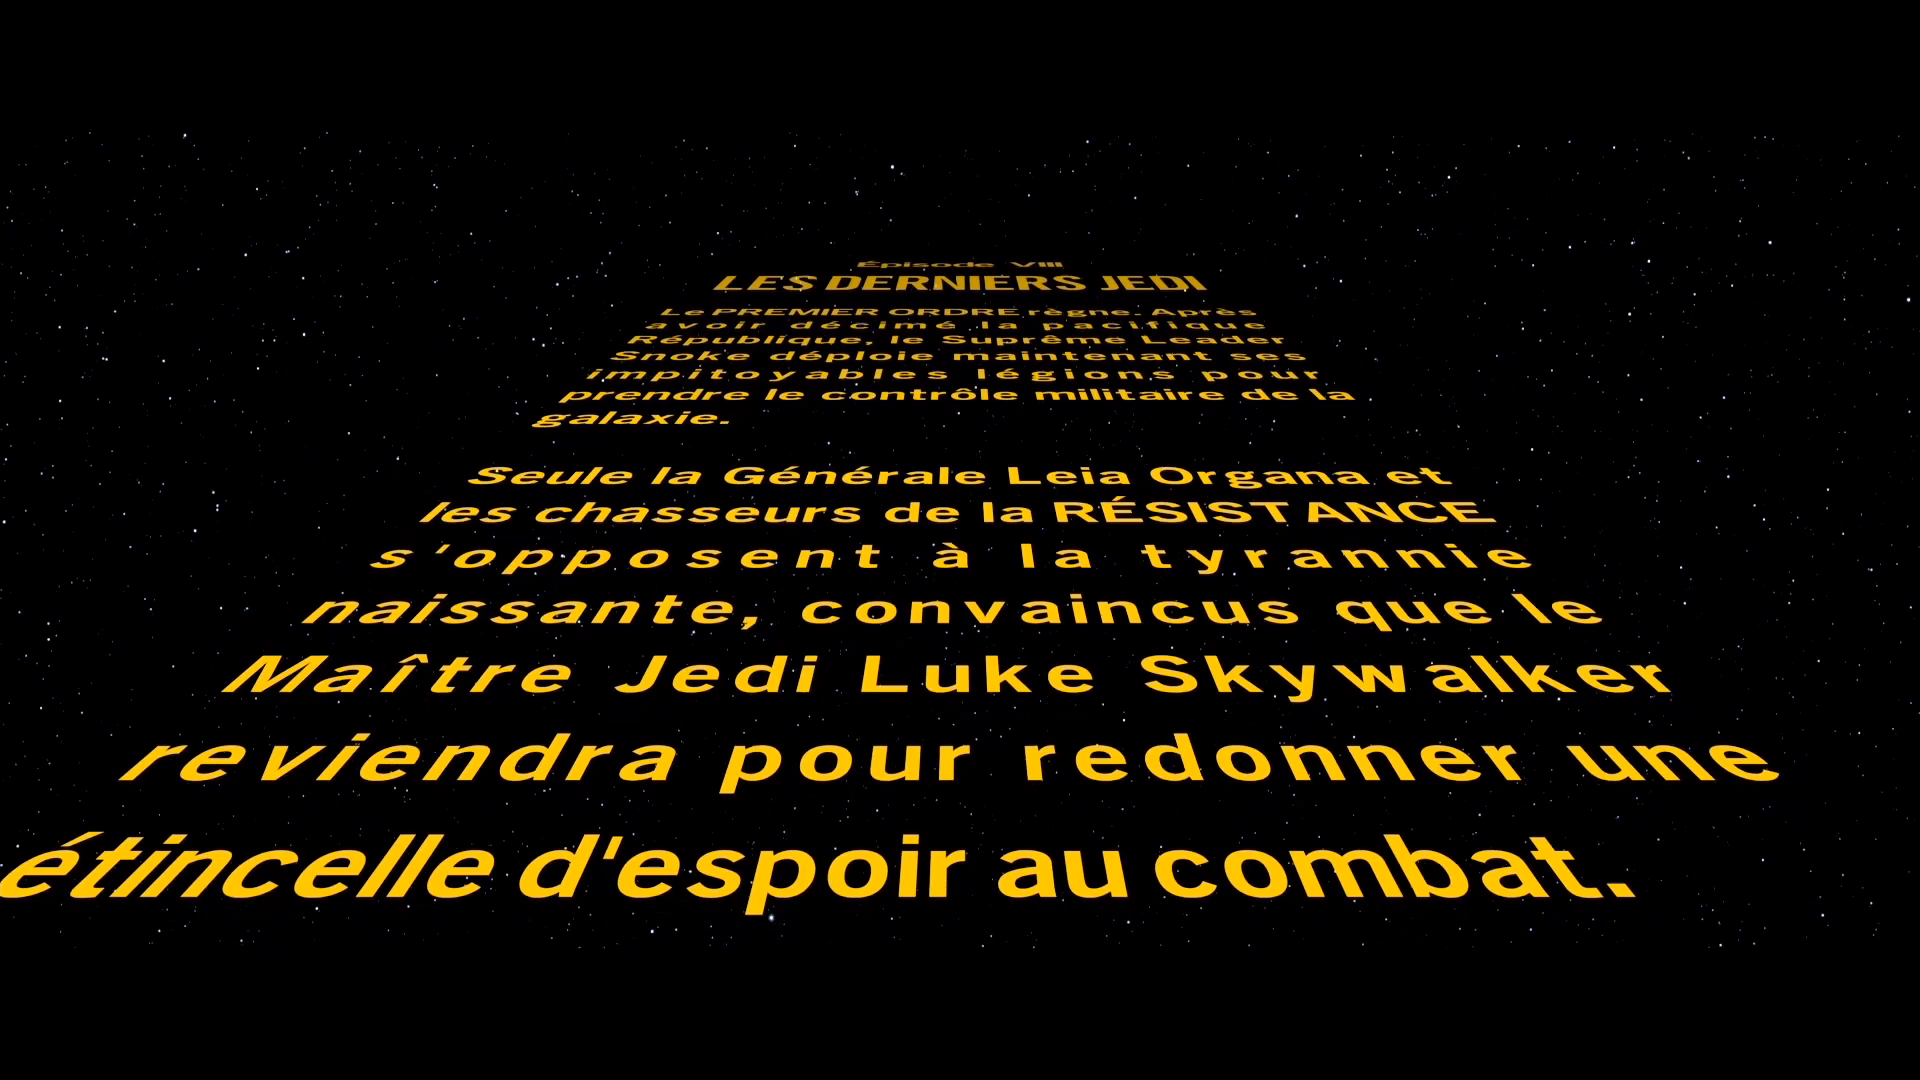 Épisode VIII
LES DERNIERS JEDI
Le PREMIER ORDRE règne. Après
avoir décimé la pacifique
République, le Suprême Leader
Snoke déploie maintenant ses
impitoyables légions pour
prendre le contrôle militaire de la
galaxie.
Seule la Générale Leia Organa et
les chasseurs de la RÉSISTANCE
s'opposent à la tyrannie
naissante, convaincus que le
Maître Jedi Luke Skywalker
reviendra pour redonner une
étincelle d'espoir au combat.